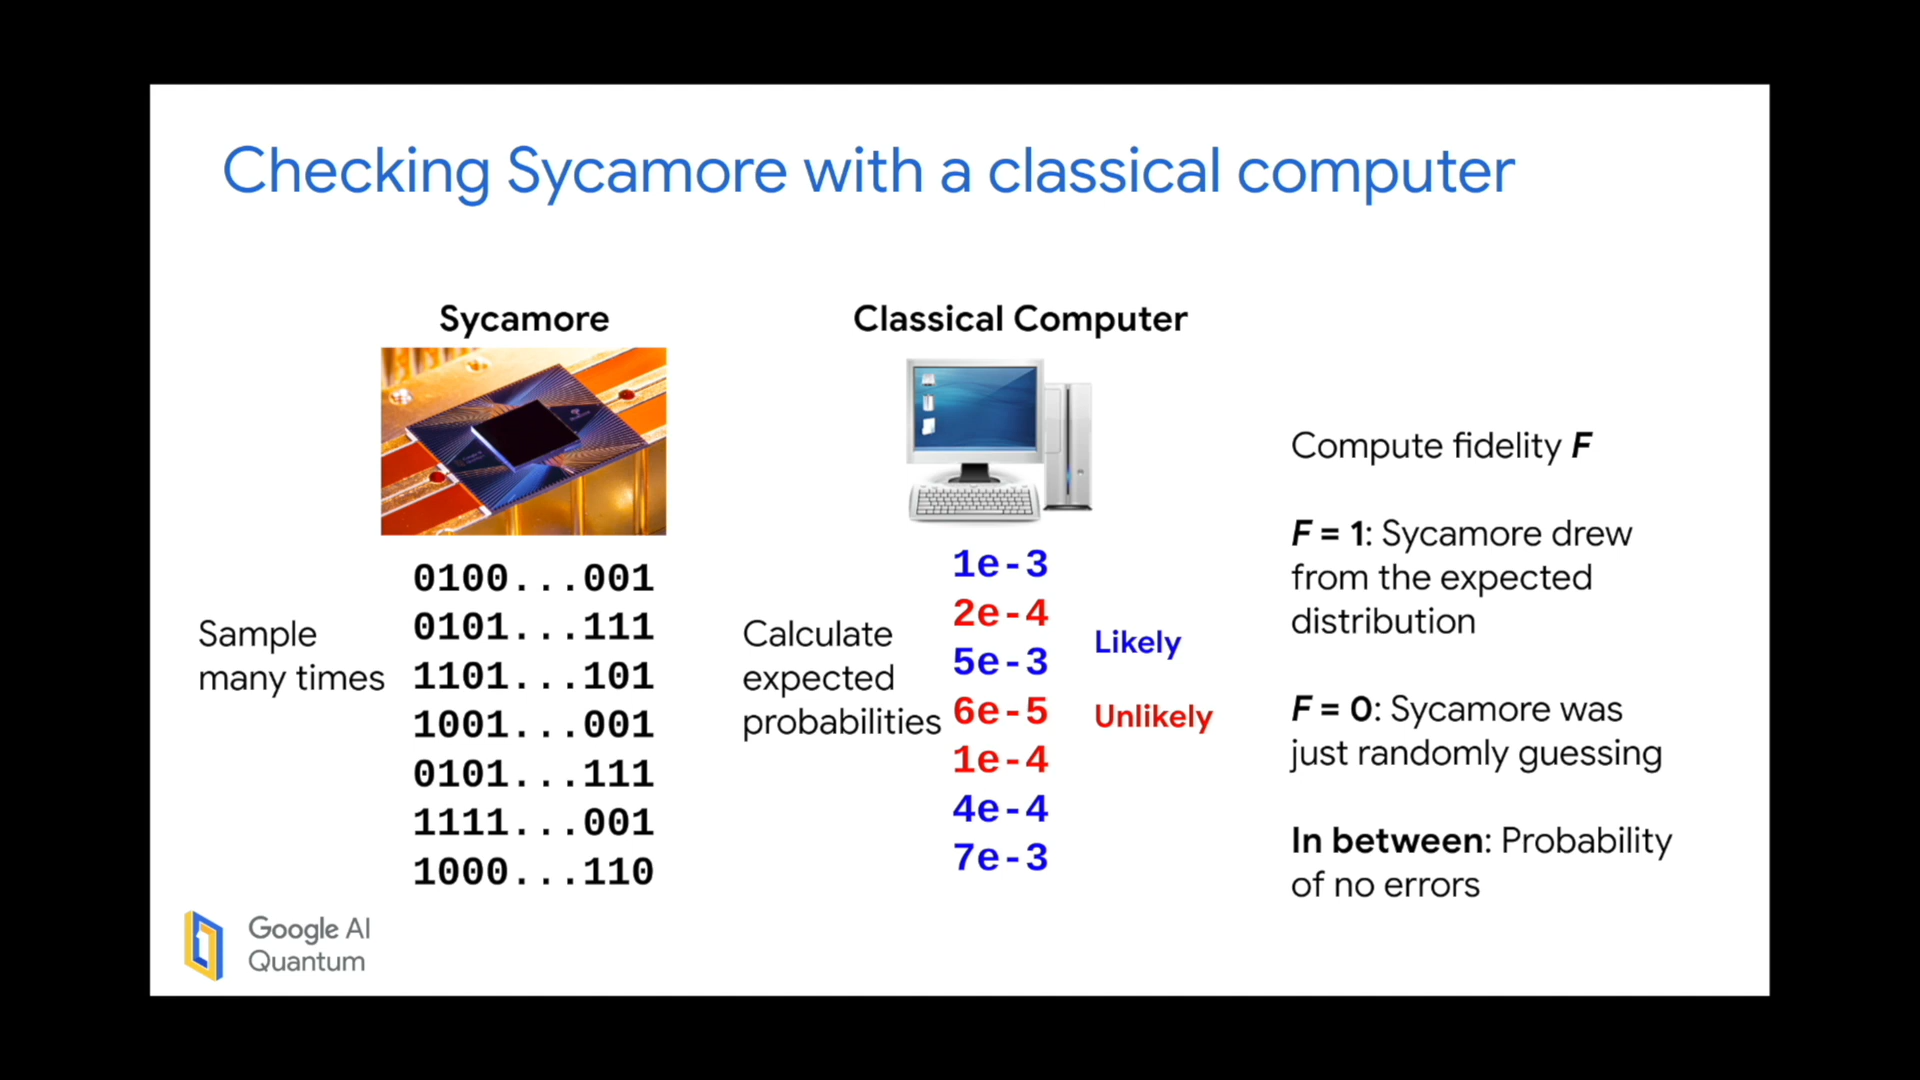 Checking Sycamore with a classical computer
Sycamore
Classical Computer
Sample
many times
0100...001
0101...111
1101...101
1001...001
0101...111
1111...001
1000...110
Calculate
expected
probabilities
1e-3
2e-4
5e-3
6e-5
1e-4
4e-4
7e-3
Likely
Unlikely
Compute fidelity F
F = 1: Sycamore drew
from the expected
distribution
F = 0: Sycamore was
just randomly guessing
In between: Probability
of no errors
Google AI
Quantum